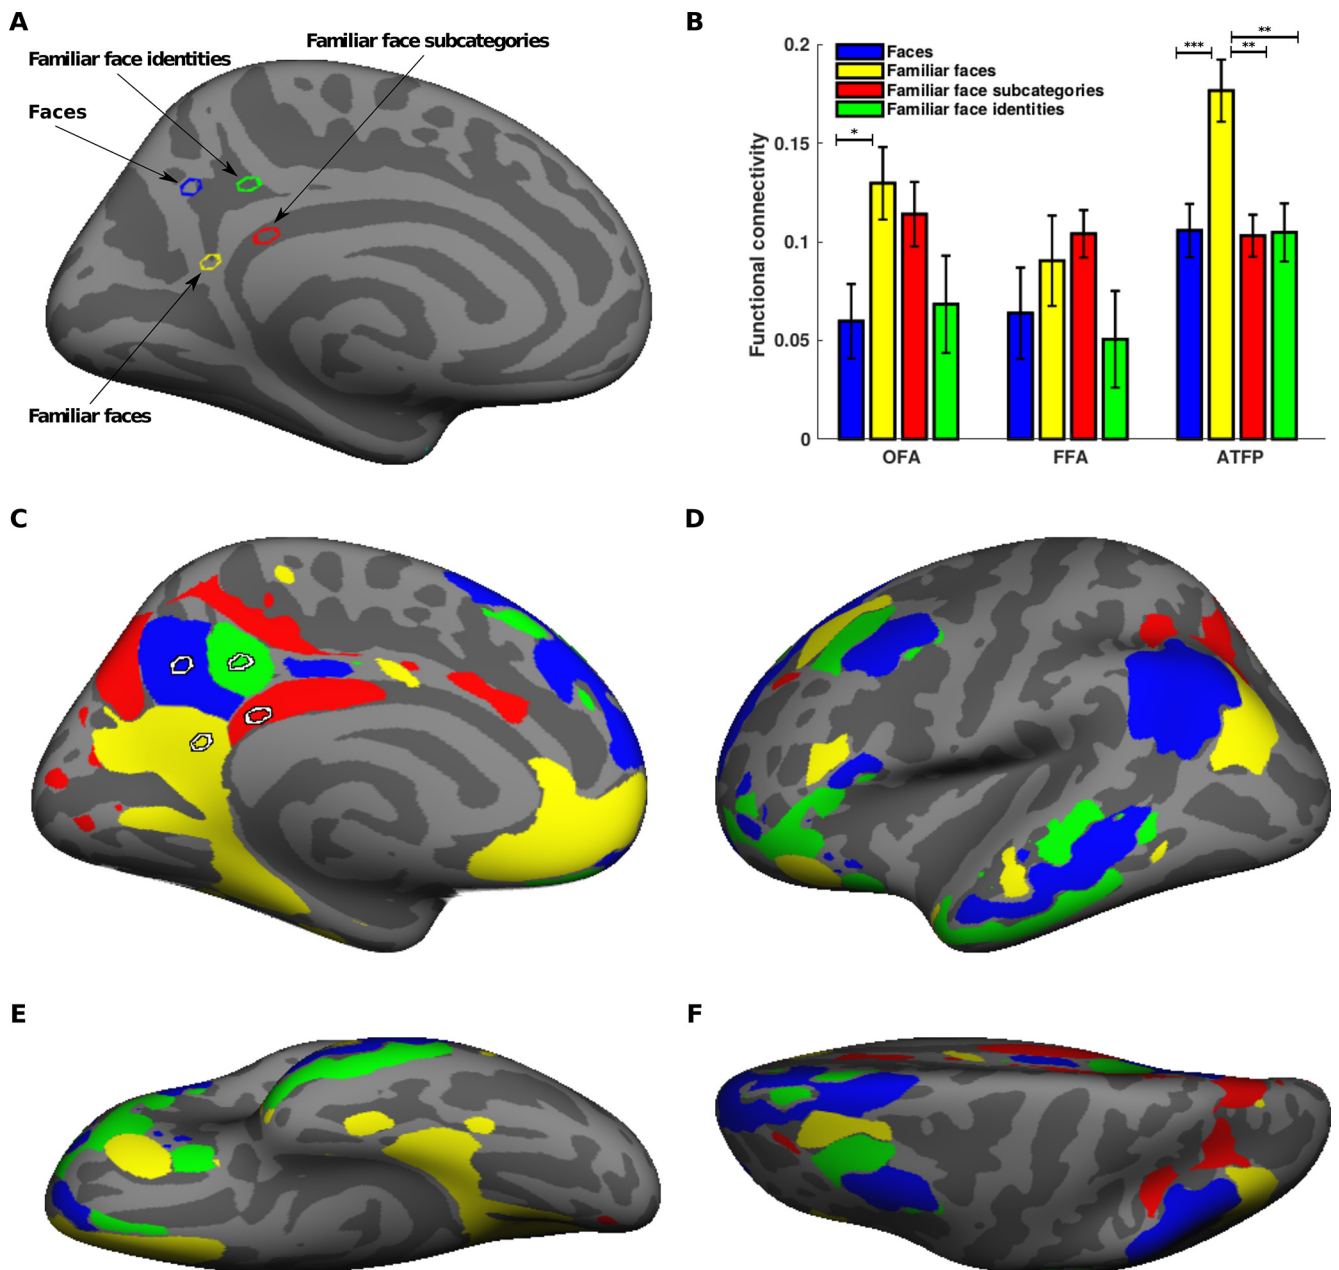 A
Familiar face subcategories
Familiar face identities
Faces
Familiar faces
B
Functional connectivity
0.2
0.15
0.1
0.05
0
Faces
Familiar faces
Familiar face subcategories
Familiar face identities
*
***
**
**
OFA
FFA
ATFP
C
D
E
F